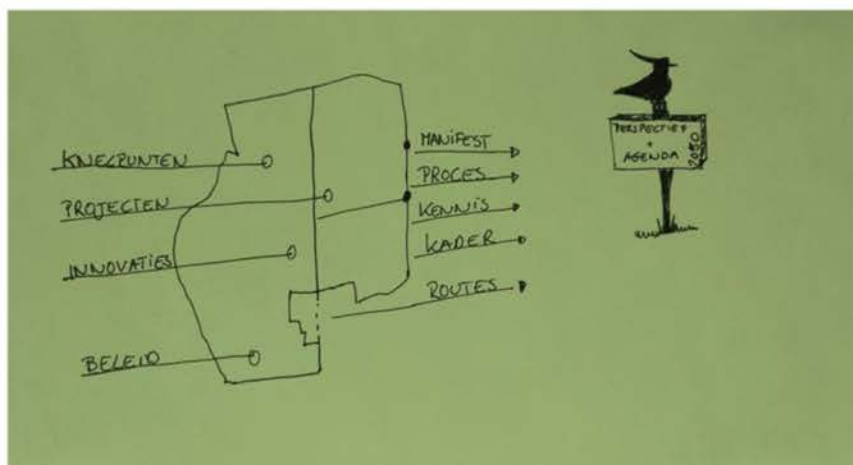 KNELPUNTEN
PROJECTEN
INNOVATIES
BELEID
MANIFEST
PROCES
KENNIS
KADER
ROUTES
PERSPECTIEF
+
AGENDA
2050